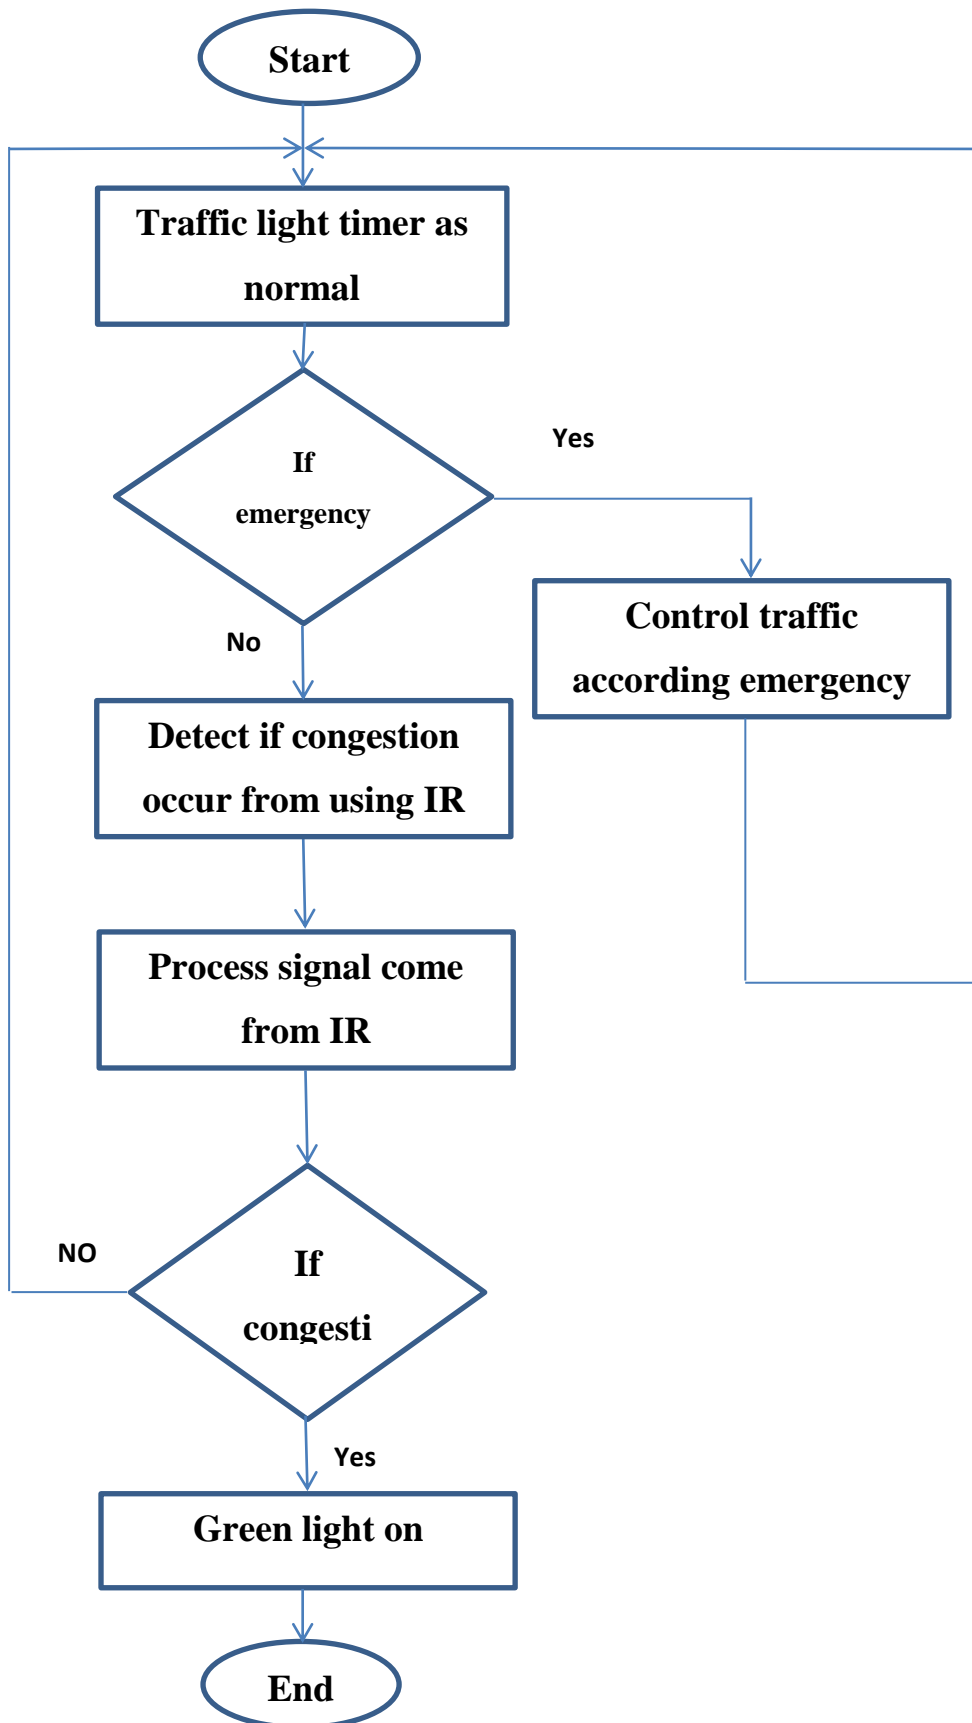 Start
Traffic light timer as
normal
If
emergency
Yes
No
Control traffic
according emergency
Detect if congestion
occur from using IR
Process signal come
from IR
NO
If
congesti
Yes
Green light on
End